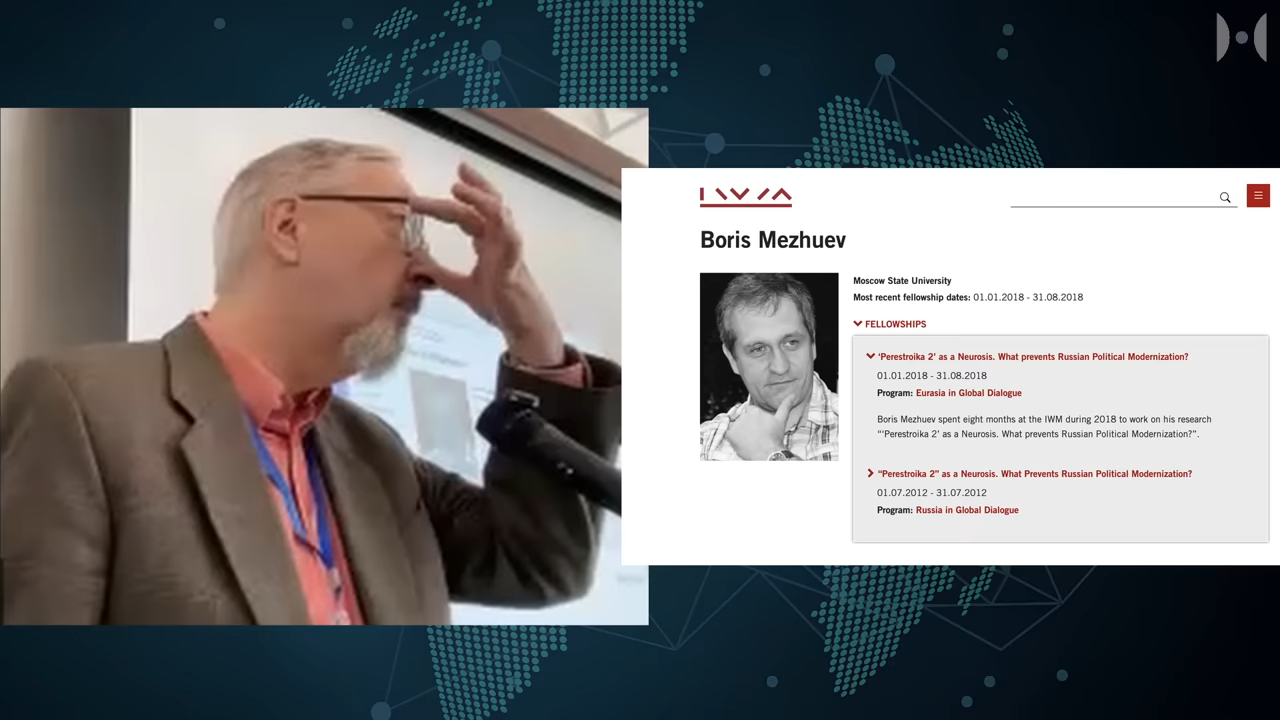 IWM
Boris Mezhuev
Moscow State University
Most recent fellowship dates: 01.01.2018 - 31.08.2018
FELLOWSHIPS
'Perestroika 2' as a Neurosis. What prevents Russian Political Modernization?
01.01.2018 - 31.08.2018
Program: Eurasia in Global Dialogue
Boris Mezhuev spent eight months at the IWM during 2018 to work on his research
"'Perestroika 2' as a Neurosis. What prevents Russian Political Modernization?".
"Perestroika 2" as a Neurosis. What Prevents Russian Political Modernization?
01.07.2012 - 31.07.2012
Program: Russia in Global Dialogue